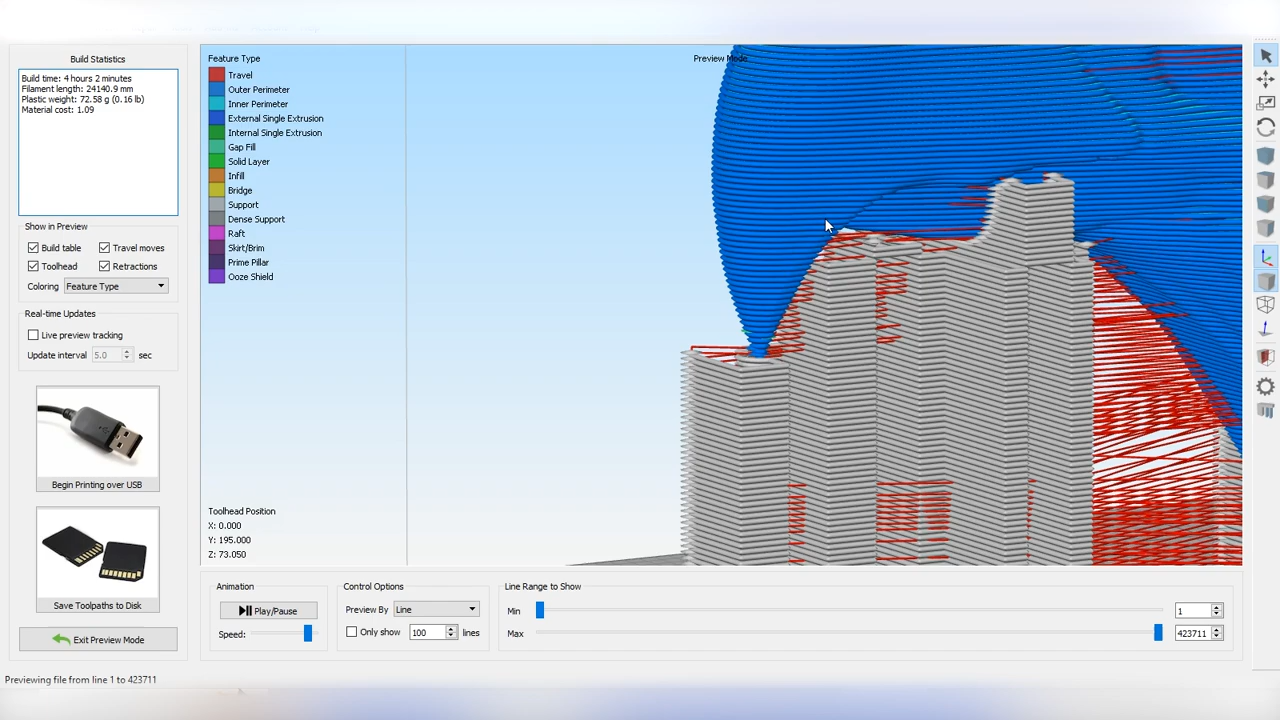 Build Statistics
Build time: 4 hours 2 minutes
Filament length: 24140.9 mm
Plastic weight: 72.58 g (0.16 lb)
Material cost: 1.09
Show in Preview
Build table
Travel moves
Toolhead
Retractions
Coloring
Feature Type
Real-time Updates
Live preview tracking
Update interval
5.0
sec
Begin Printing over USB
Save Toolpaths to Disk
Exit Preview Mode
Feature Type
Travel
Outer Perimeter
Inner Perimeter
External Single Extrusion
Internal Single Extrusion
Gap Fill
Solid Layer
Infill
Bridge
Support
Dense Support
Raft
Skirt/Brim
Prime Pillar
Ooze Shield
Preview Mode
Toolhead Position
X: 0.000
Y: 195.000
Z: 73.050
Animation
Play/Pause
Speed:
Control Options
Preview By
Line
Only show
100
lines
Line Range to Show
Min
1
Max
423711
Previewing file from line 1 to 423711